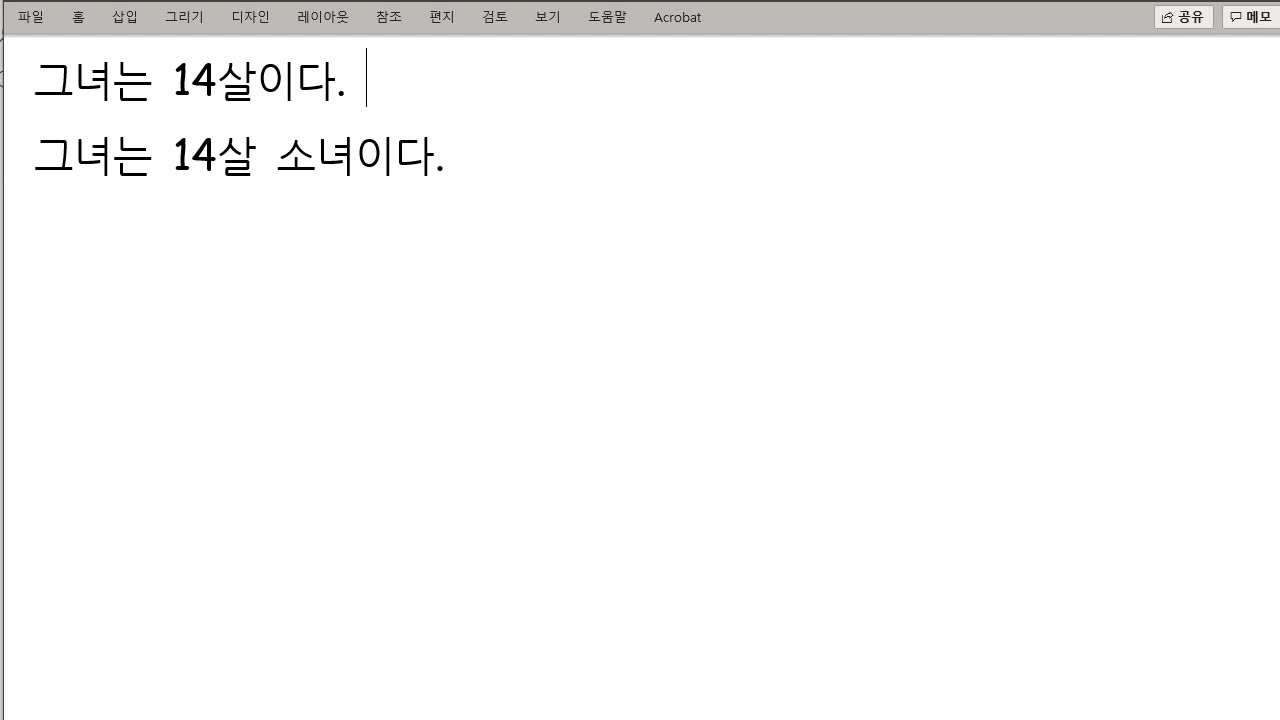 파일 홈 삽입 그리기 디자인 레이아웃 참조 편지 검토 보기 도움말 Acrobat 공유 메모
그녀는 14살이다.
그녀는 14살 소녀이다.